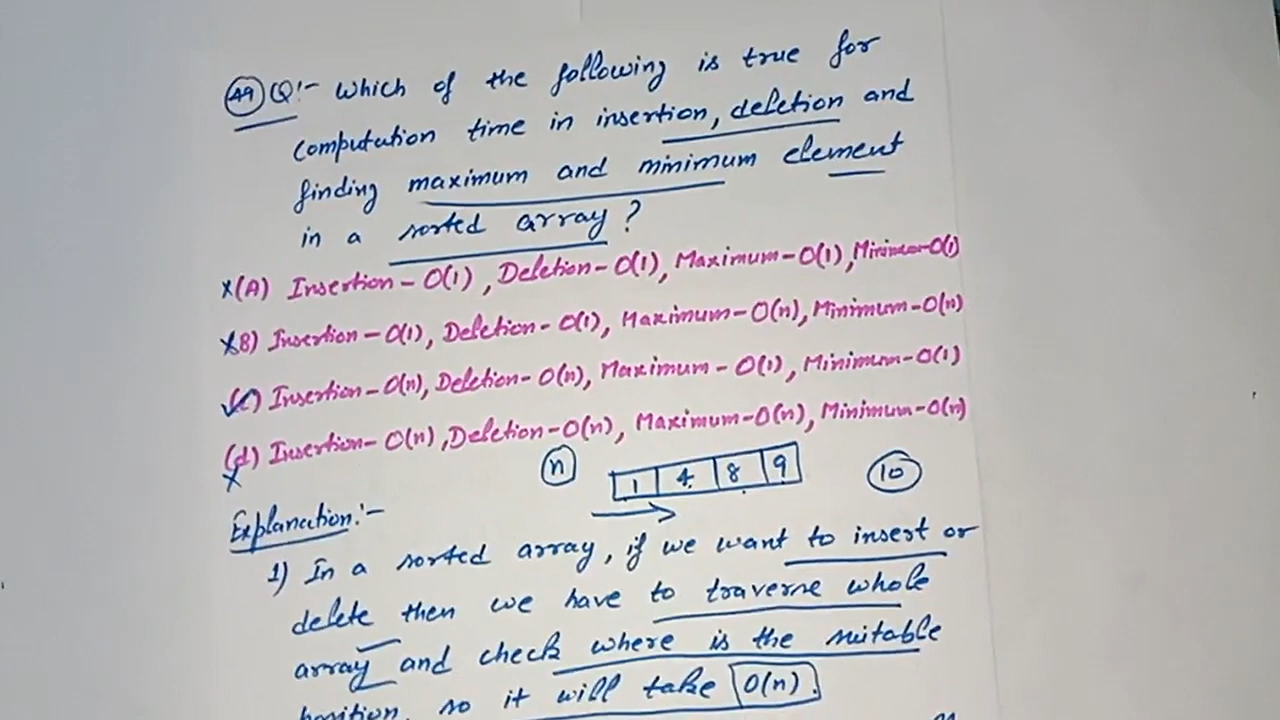 49 Q:- Which of the following is true for
computation time in insertion, deletion and
finding maximum and minimum element
in a sorted array?
x(A) Insertion - O(1), Deletion - O(1), Maximum - O(1), Minimum - O(1)
x(B) Insertion - O(1), Deletion - O(1), Maximum - O(n), Minimum - O(n)
✓(c) Insertion - O(n), Deletion - O(n), Maximum - O(1), Minimum - O(1)
x(d) Insertion - O(n), Deletion - O(n), Maximum - O(n), Minimum - O(n)
n 1 4 8 9 10
Explanation:-
1) In a sorted array, if we want to insert or
delete then we have to traverse whole
array and check where is the suitable
position, so it will take O(n).